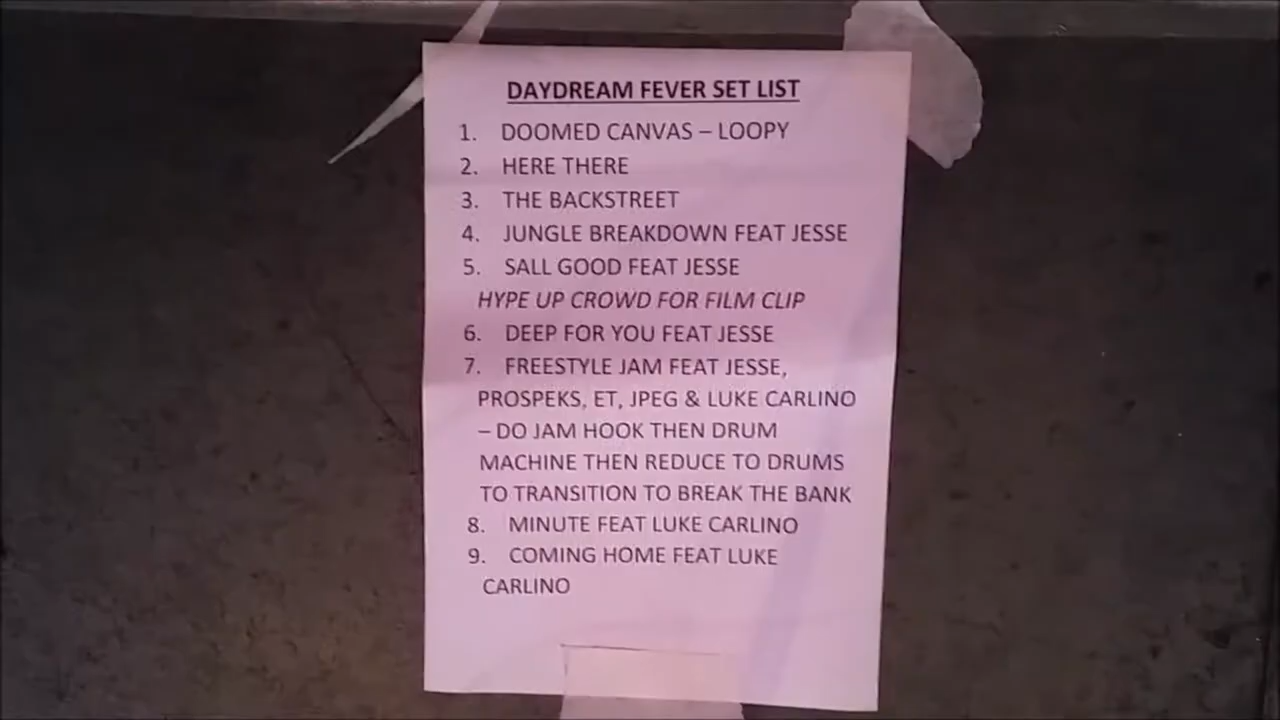 DAYDREAM FEVER SET LIST
1. DOOMED CANVAS – LOOPY
2. HERE THERE
3. THE BACKSTREET
4. JUNGLE BREAKDOWN FEAT JESSE
5. SALL GOOD FEAT JESSE
HYPE UP CROWD FOR FILM CLIP
6. DEEP FOR YOU FEAT JESSE
7. FREESTYLE JAM FEAT JESSE,
PROSPEKS, ET, JPEG & LUKE CARLINO
– DO JAM HOOK THEN DRUM
MACHINE THEN REDUCE TO DRUMS
TO TRANSITION TO BREAK THE BANK
8. MINUTE FEAT LUKE CARLINO
9. COMING HOME FEAT LUKE
CARLINO